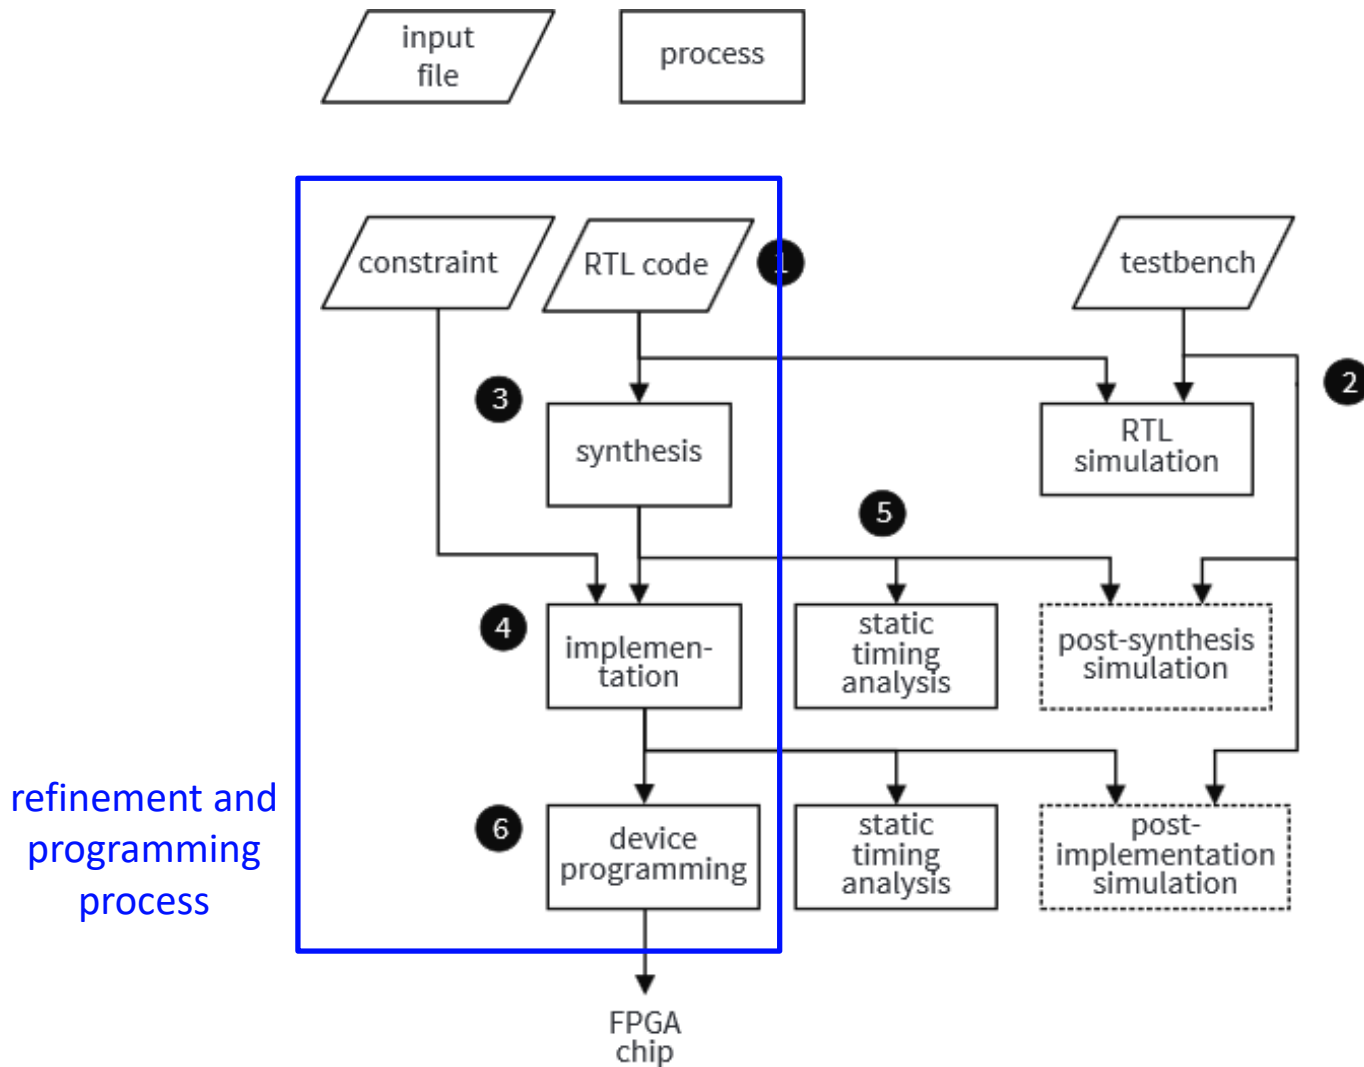 input
file
process
constraint
RTL code
1
testbench
2
3
synthesis
RTL
simulation
5
4
implemen-
tation
static
timing
analysis
post-synthesis
simulation
refinement and
programming
process
6
device
programming
static
timing
analysis
post-
implementation
simulation
FPGA
chip